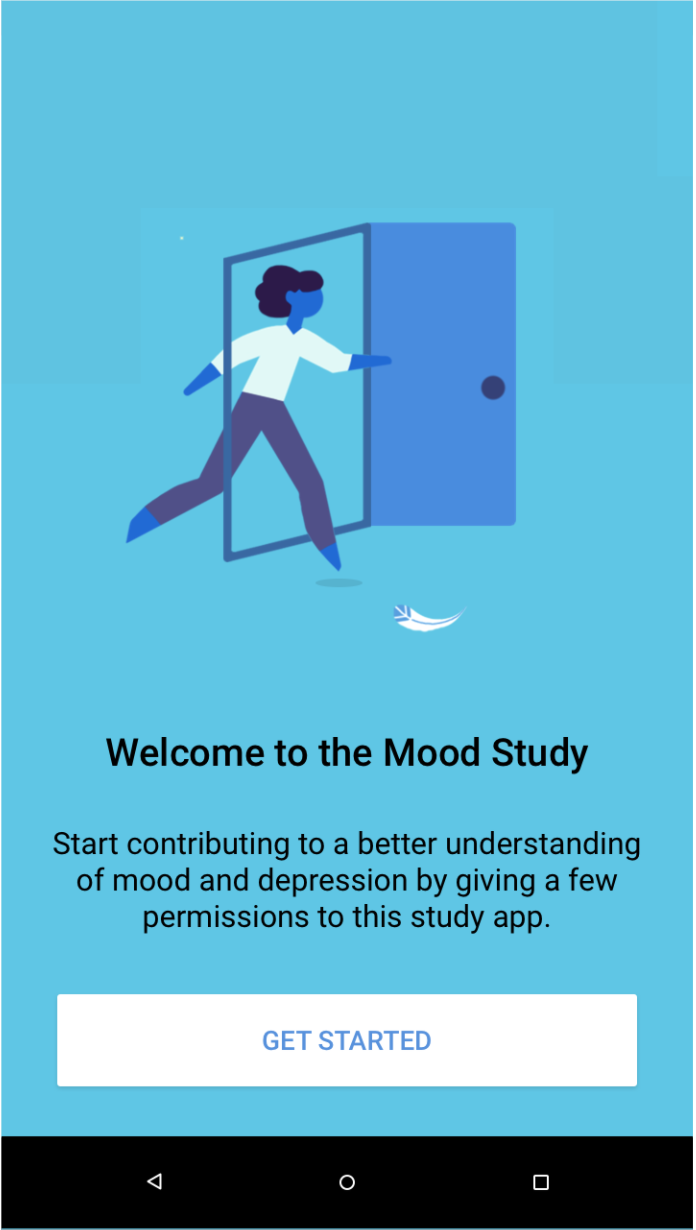 Welcome to the Mood Study
Start contributing to a better understanding
of mood and depression by giving a few
permissions to this study app.
GET STARTED